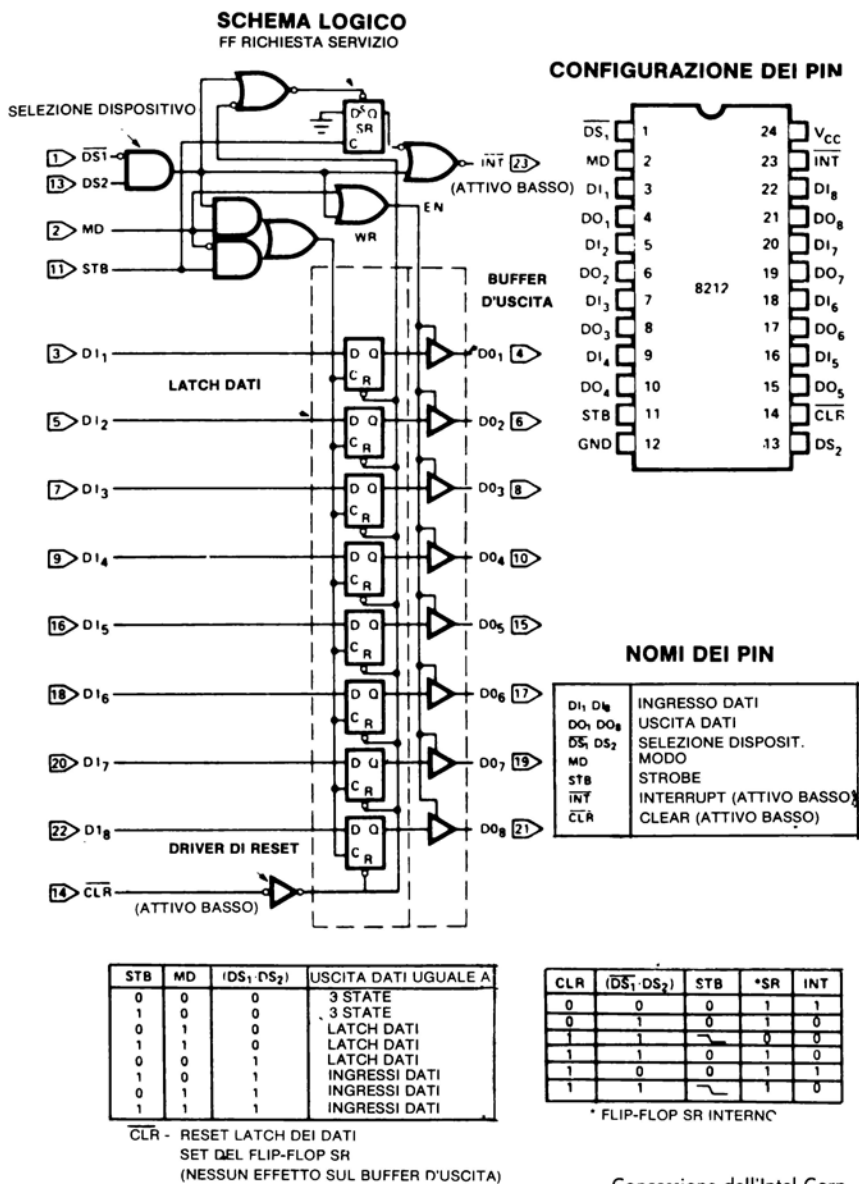 SCHEMA LOGICO
FF RICHIESTA SERVIZIO
SELEZIONE DISPOSITIVO
1 DS1
13 DS2
2 MD
11 STB
D S Q
SR
C
INT 23
(ATTIVO BASSO)
EN
WR
BUFFER
D'USCITA
LATCH DATI
3 DI1 D Q C R DO1 4
5 DI2 D Q C R DO2 6
7 DI3 D Q C R DO3 8
9 DI4 D Q C R DO4 10
16 DI5 D Q C R DO5 15
18 DI6 D Q C R DO6 17
20 DI7 D Q C R DO7 19
22 D18 D Q C R DO8 21
DRIVER DI RESET
14 CLR
(ATTIVO BASSO)
CONFIGURAZIONE DEI PIN
DS1 1 24 VCC
MD 2 23 INT
DI1 3 22 DI8
DO1 4 21 DO8
DI2 5 20 DI7
DO2 6 19 DO7
8212
DI3 7 18 DI6
DO3 8 17 DO6
DI4 9 16 DI5
DO4 10 15 DO5
STB 11 14 CLR
GND 12 13 DS2
NOMI DEI PIN
DI1 DI8 INGRESSO DATI
DO1 DO8 USCITA DATI
DS1 DS2 SELEZIONE DISPOSIT.
MD MODO
STB STROBE
INT INTERRUPT (ATTIVO BASSO)
CLR CLEAR (ATTIVO BASSO)
STB MD (DS1·DS2) USCITA DATI UGUALE A
0 0 0 3 STATE
1 0 0 3 STATE
0 1 0 LATCH DATI
1 1 0 LATCH DATI
0 0 1 LATCH DATI
1 0 1 INGRESSI DATI
0 1 1 INGRESSI DATI
1 1 1 INGRESSI DATI
CLR - RESET LATCH DEI DATI
SET DEL FLIP-FLOP SR
(NESSUN EFFETTO SUL BUFFER D'USCITA)
CLR (DS1·DS2) STB *SR INT
0 0 0 1 1
0 1 0 1 0
1 1 0 0
1 1 0 1 0
1 0 0 1 1
1 1 1 0
* FLIP-FLOP SR INTERNO
Concessione dell'Intel Corp